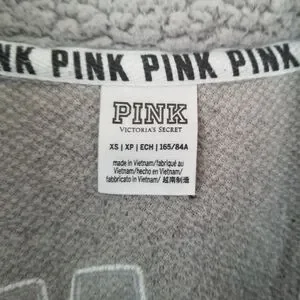 NK PINK PINK PINK
PINK
VICTORIA'S SECRET
XS | XP | ECH | 165/84A
made in Vietnam/fabriqué au
Vietnam/hecho en Vietnam/
fabbricato in Vietnam/ 越南制造